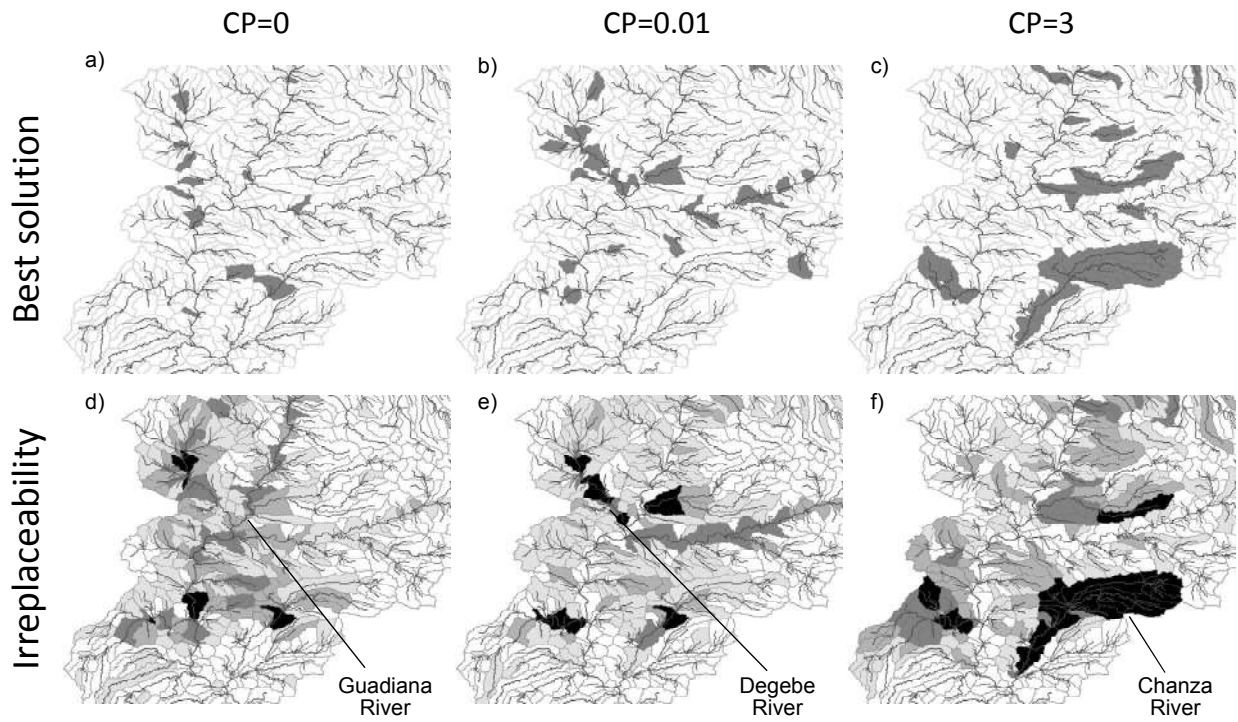 CP=0
CP=0.01
CP=3
Best solution
a)
b)
c)
Irreplaceability
d)
e)
f)
Guadiana
River
Degebe
River
Chanza
River